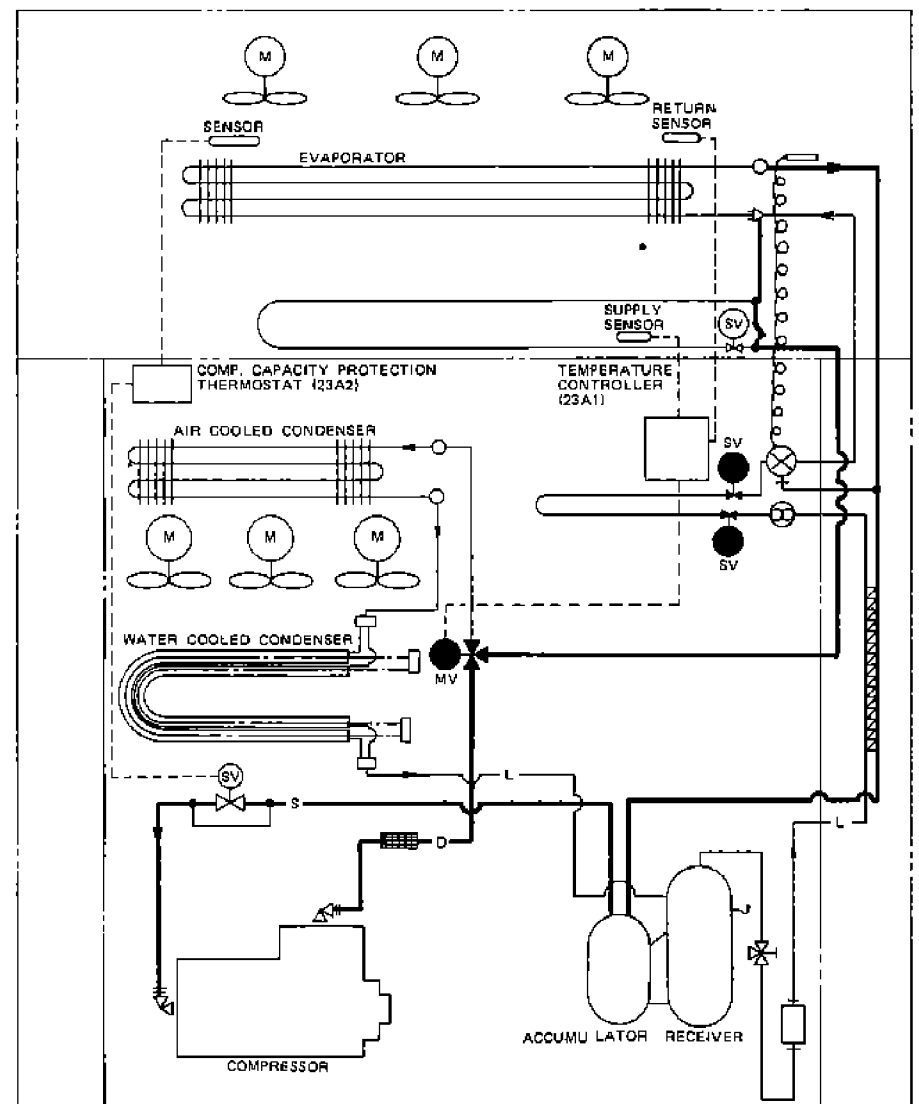 M
M
M
SENSOR
RETURN
SENSOR
EVAPORATOR
SUPPLY
SENSOR
SV
COMP. CAPACITY PROTECTION
THERMOSTAT (23A2)
TEMPERATURE
CONTROLLER
(23A1)
AIR COOLED CONDENSER
SV
M
M
M
SV
WATER COOLED CONDENSER
MV
SV
L
S
L
D
ACCUMU LATOR
RECEIVER
COMPRESSOR